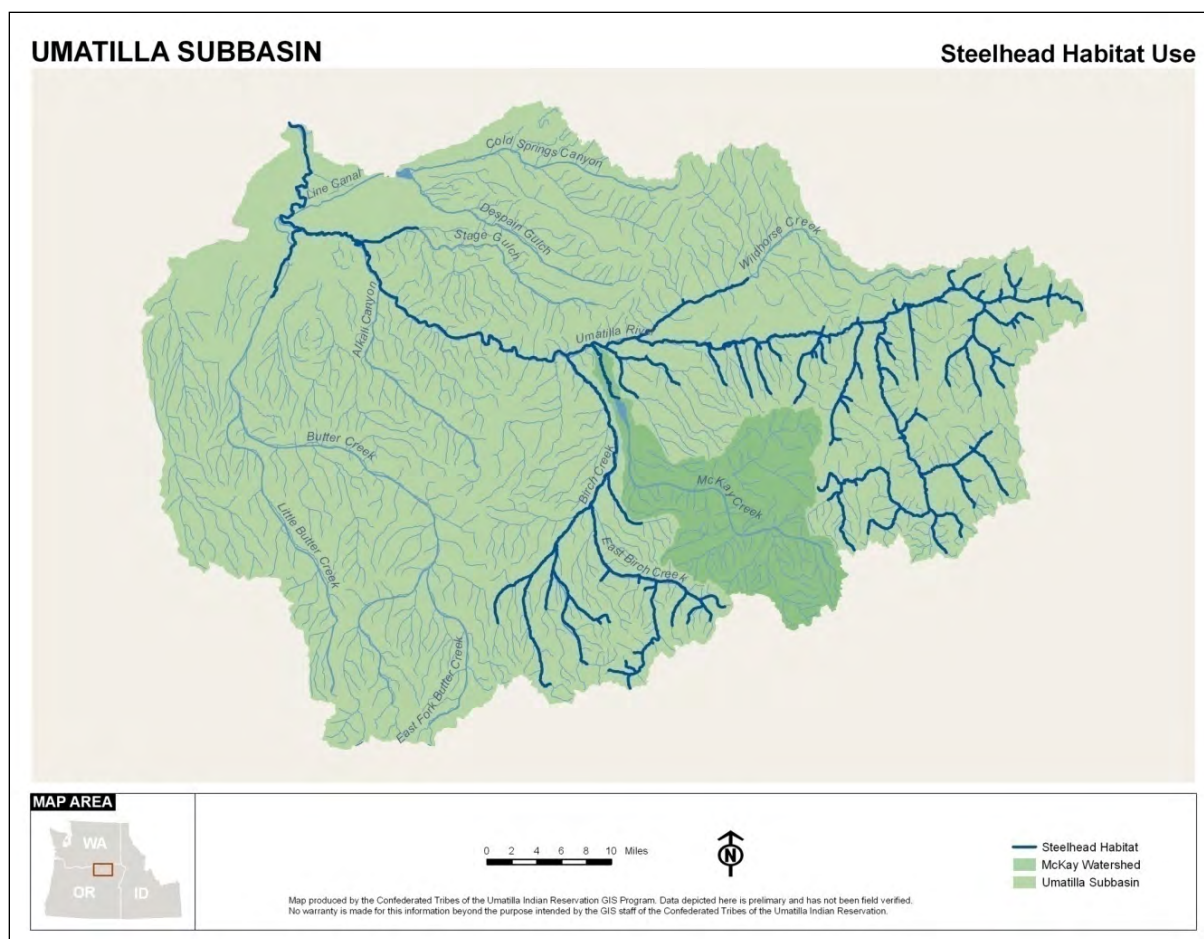 UMATILLA SUBBASIN
Steelhead Habitat Use
Cold Springs Canyon
Line Canal
Despain Gulch
Stage Gulch
Wildhorse Creek
Alkali Canyon
Umatilla River
Butter Creek
Birch Creek
McKay Creek
Little Butter Creek
East Birch Creek
East Fork Butter Creek
MAP AREA
WA
OR
ID
0 2 4 6 8 10 Miles
N
Steelhead Habitat
McKay Watershed
Umatilla Subbasin
Map produced by the Confederated Tribes of the Umatilla Indian Reservation GIS Program. Data depicted here is prelimary and has not been field verified.
No warranty is made for this information beyond the purpose intended by the GIS staff of the Confederated Tribes of the Umatilla Indian Reservation.